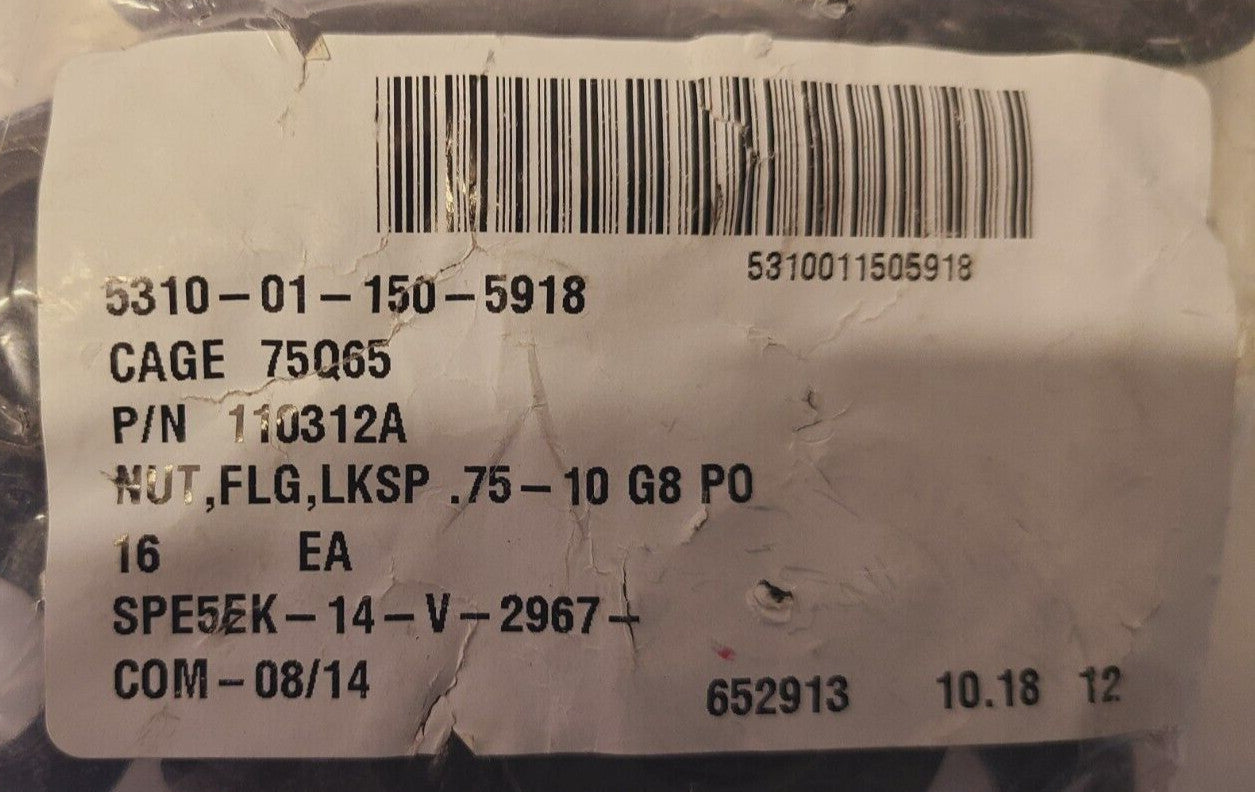 5310011505918
5310-01-150-5918
CAGE 75Q65
P/N 110312A
NUT,FLG,LKSP .75-10 G8 PO
16 EA
SPE5EK-14-V-2967-
COM-08/14
652913 10.18 12